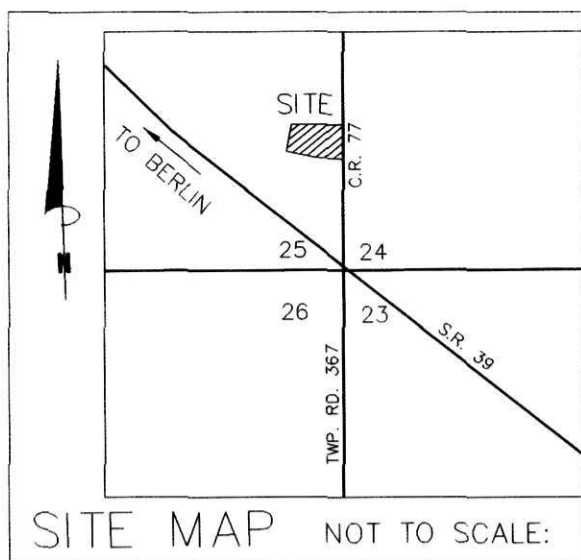 SITE
C.R. 77
TO BERLIN
25
24
26
23
S.R. 39
TWP. RD. 367
N
SITE MAP
NOT TO SCALE: